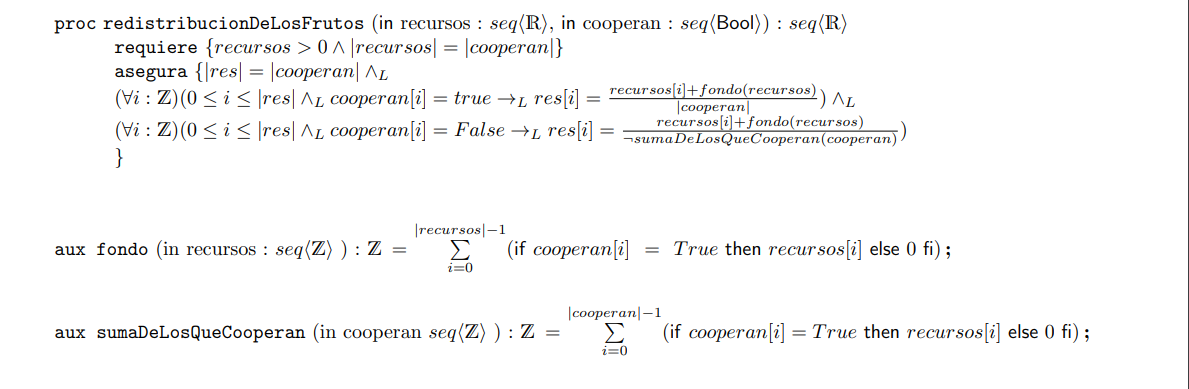 proc redistribucionDeLosFrutos (in recursos : seq⟨ℝ⟩, in cooperan : seq⟨Bool⟩) : seq⟨ℝ⟩
requiere {recursos > 0 ∧ |recursos| = |cooperan|}
asegura {|res| = |cooperan| ∧L
(∀i : ℤ)(0 ≤ i ≤ |res| ∧L cooperan[i] = true →L res[i] = (recursos[i]+fondo(recursos))/|cooperan|) ∧L
(∀i : ℤ)(0 ≤ i ≤ |res| ∧L cooperan[i] = False →L res[i] = (recursos[i]+fondo(recursos))/¬sumaDeLosQueCooperan(cooperan))
}
aux fondo (in recursos : seq⟨ℤ⟩ ) : ℤ = ∑_{i=0}^{|recursos|−1} (if cooperan[i] = True then recursos[i] else 0 fi) ;
aux sumaDeLosQueCooperan (in cooperan seq⟨ℤ⟩ ) : ℤ = ∑_{i=0}^{|cooperan|−1} (if cooperan[i] = True then recursos[i] else 0 fi) ;